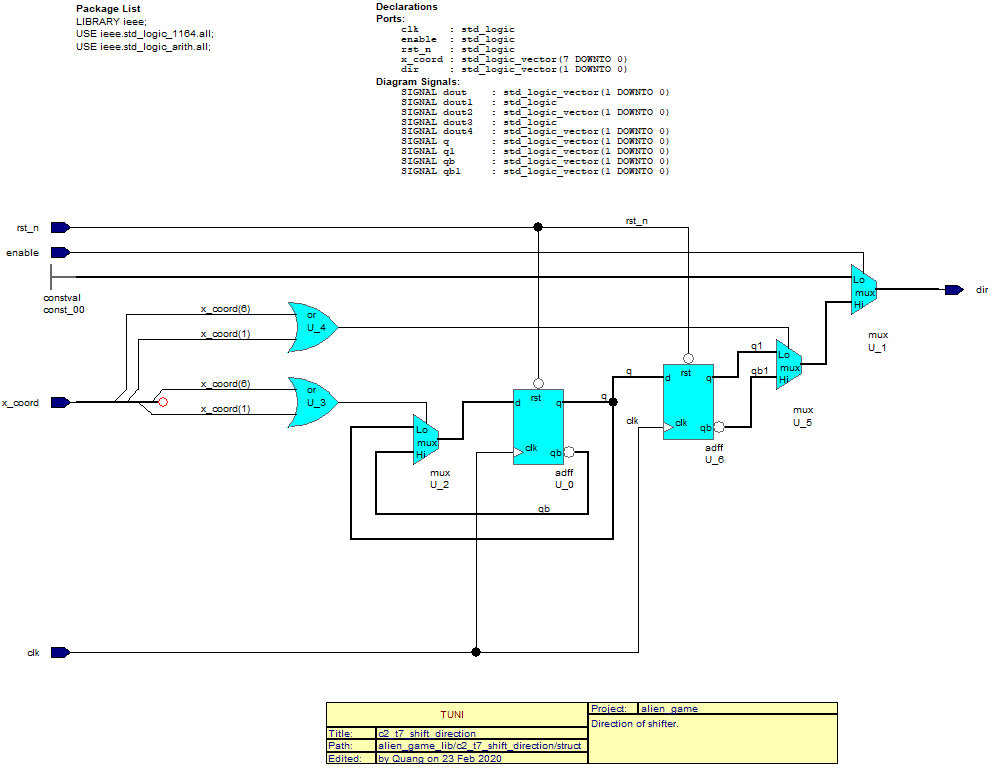 Package List
LIBRARY ieee;
USE ieee.std_logic_1164.all;
USE ieee.std_logic_arith.all;
Declarations
Ports:
clk : std_logic
enable : std_logic
rst_n : std_logic
x_coord : std_logic_vector(7 DOWNTO 0)
dir : std_logic_vector(1 DOWNTO 0)
Diagram Signals:
SIGNAL dout : std_logic_vector(1 DOWNTO 0)
SIGNAL dout1 : std_logic
SIGNAL dout2 : std_logic_vector(1 DOWNTO 0)
SIGNAL dout3 : std_logic
SIGNAL dout4 : std_logic_vector(1 DOWNTO 0)
SIGNAL q : std_logic_vector(1 DOWNTO 0)
SIGNAL q1 : std_logic_vector(1 DOWNTO 0)
SIGNAL qb : std_logic_vector(1 DOWNTO 0)
SIGNAL qb1 : std_logic_vector(1 DOWNTO 0)
rst_n
rst_n
enable
constval
const_00
Lo
mux
Hi
dir
mux
U_1
x_coord(6)
or
U_4
x_coord(1)
q1
Lo
mux
qb1
Hi
mux
U_5
x_coord
x_coord(6)
or
U_3
x_coord(1)
Lo
mux
Hi
mux
U_2
rst
d
q
clk
qb
adff
U_0
q
qb
q
rst
d
q
clk
clk
qb
adff
U_6
clk
TUNI
Title: c2_t7_shift_direction
Path: alien_game_lib/c2_t7_shift_direction/struct
Edited: by Quang on 23 Feb 2020
Project: alien_game
Direction of shifter.